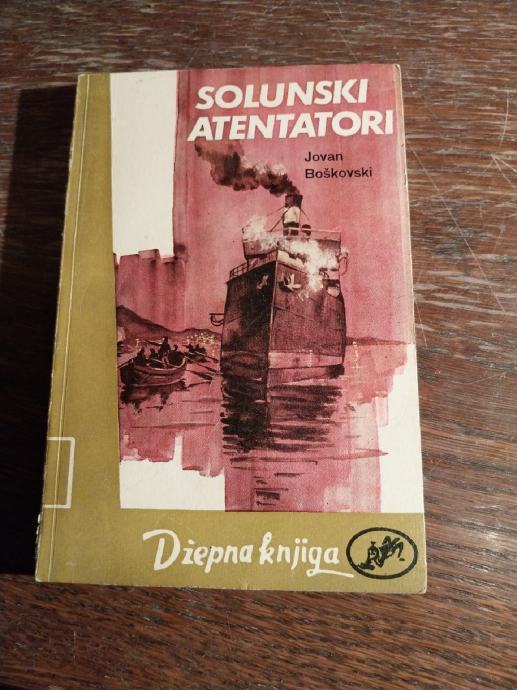 SOLUNSKI
ATENTATORI
Jovan
Boškovski
Džepna knjiga